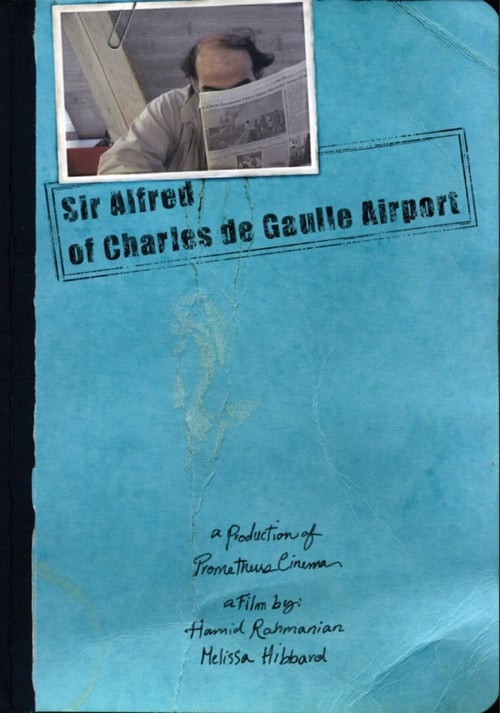 Sir Alfred
of Charles de Gaulle Airport
a Production of
Prometheus Cinema
a Film by:
Hamid Rahmanian
Melissa Hibbard